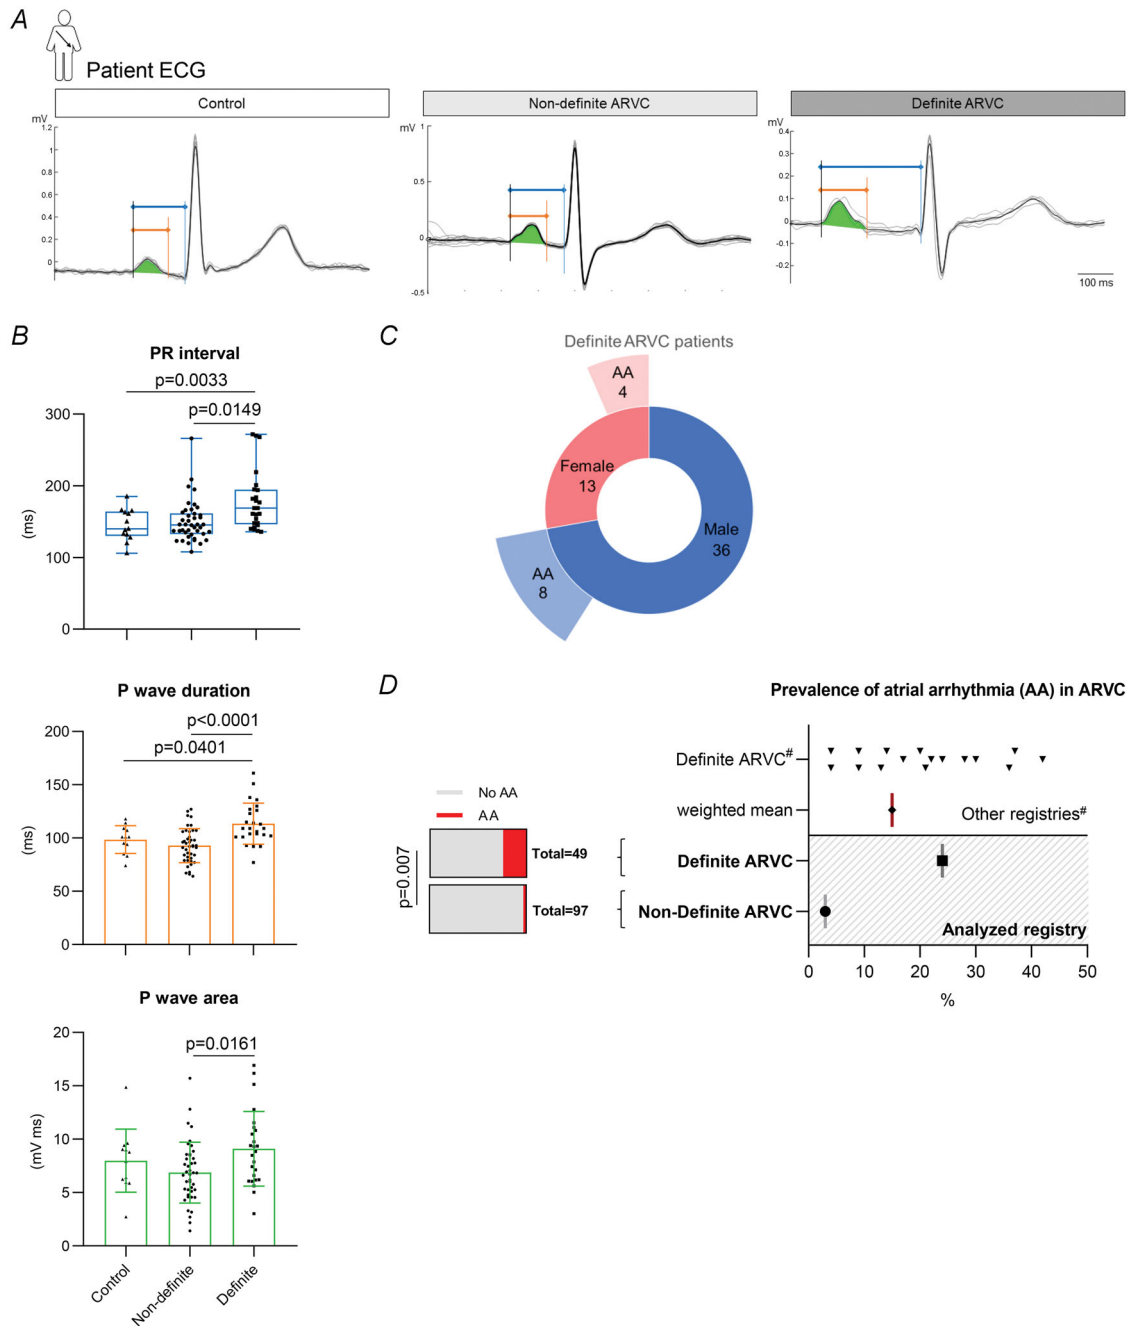 A
Patient ECG
Control
Non-definite ARVC
Definite ARVC
mV
1.2
1
0.8
0.6
0.4
0.2
0
mV
1
0.5
0
-0.5
mV
0.4
0.3
0.2
0.1
0
-0.1
-0.2
100 ms
B
PR interval
p=0.0033
p=0.0149
300
200
100
0
(ms)
P wave duration
p<0.0001
p=0.0401
200
150
100
50
0
(ms)
P wave area
p=0.0161
20
15
10
5
0
(mV ms)
Control
Non-definite
Definite
C
Definite ARVC patients
AA
4
Female
13
Male
36
AA
8
D
Prevalence of atrial arrhythmia (AA) in ARVC
No AA
AA
p=0.007
Total=49
Total=97
Definite ARVC#
weighted mean
Other registries#
Definite ARVC
Non-Definite ARVC
Analyzed registry
0 10 20 30 40 50
%